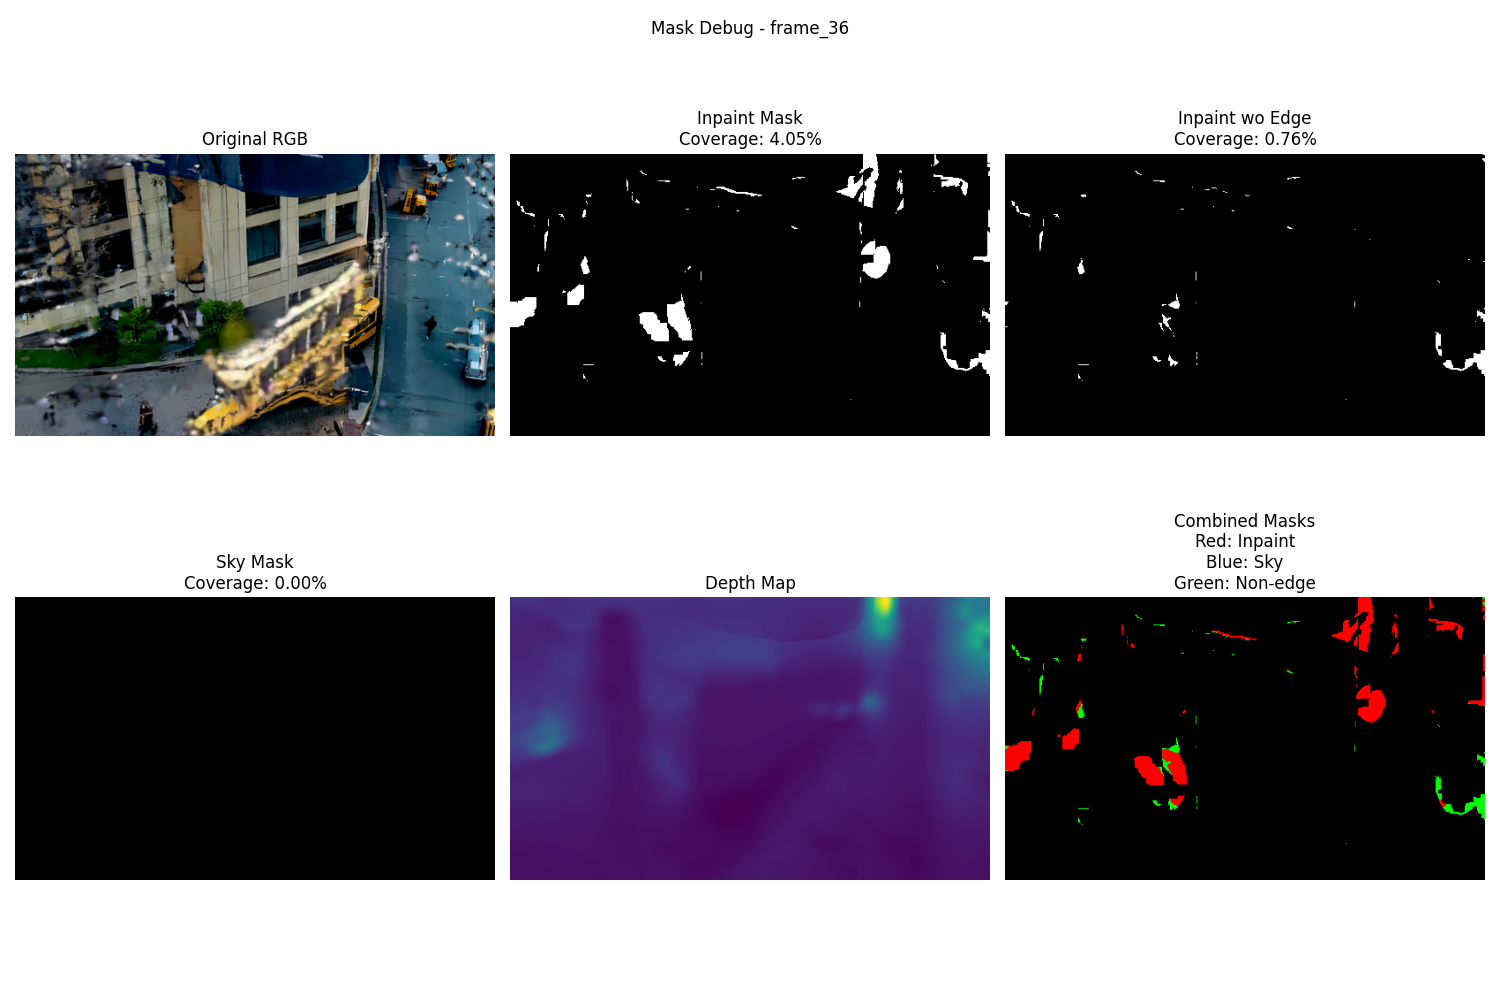 Mask Debug - frame_36
Original RGB
Inpaint Mask
Coverage: 4.05%
Inpaint wo Edge
Coverage: 0.76%
Sky Mask
Coverage: 0.00%
Depth Map
Combined Masks
Red: Inpaint
Blue: Sky
Green: Non-edge